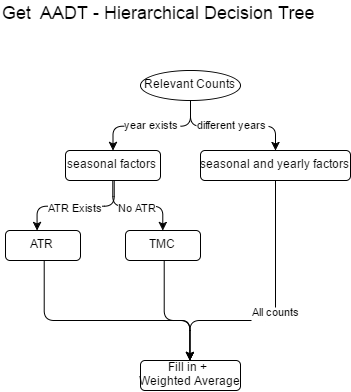 Get AADT - Hierarchical Decision Tree
Relevant Counts
year exists
different years
seasonal factors
seasonal and yearly factors
ATR Exists
No ATR
ATR
TMC
All counts
Fill in +
Weighted Average